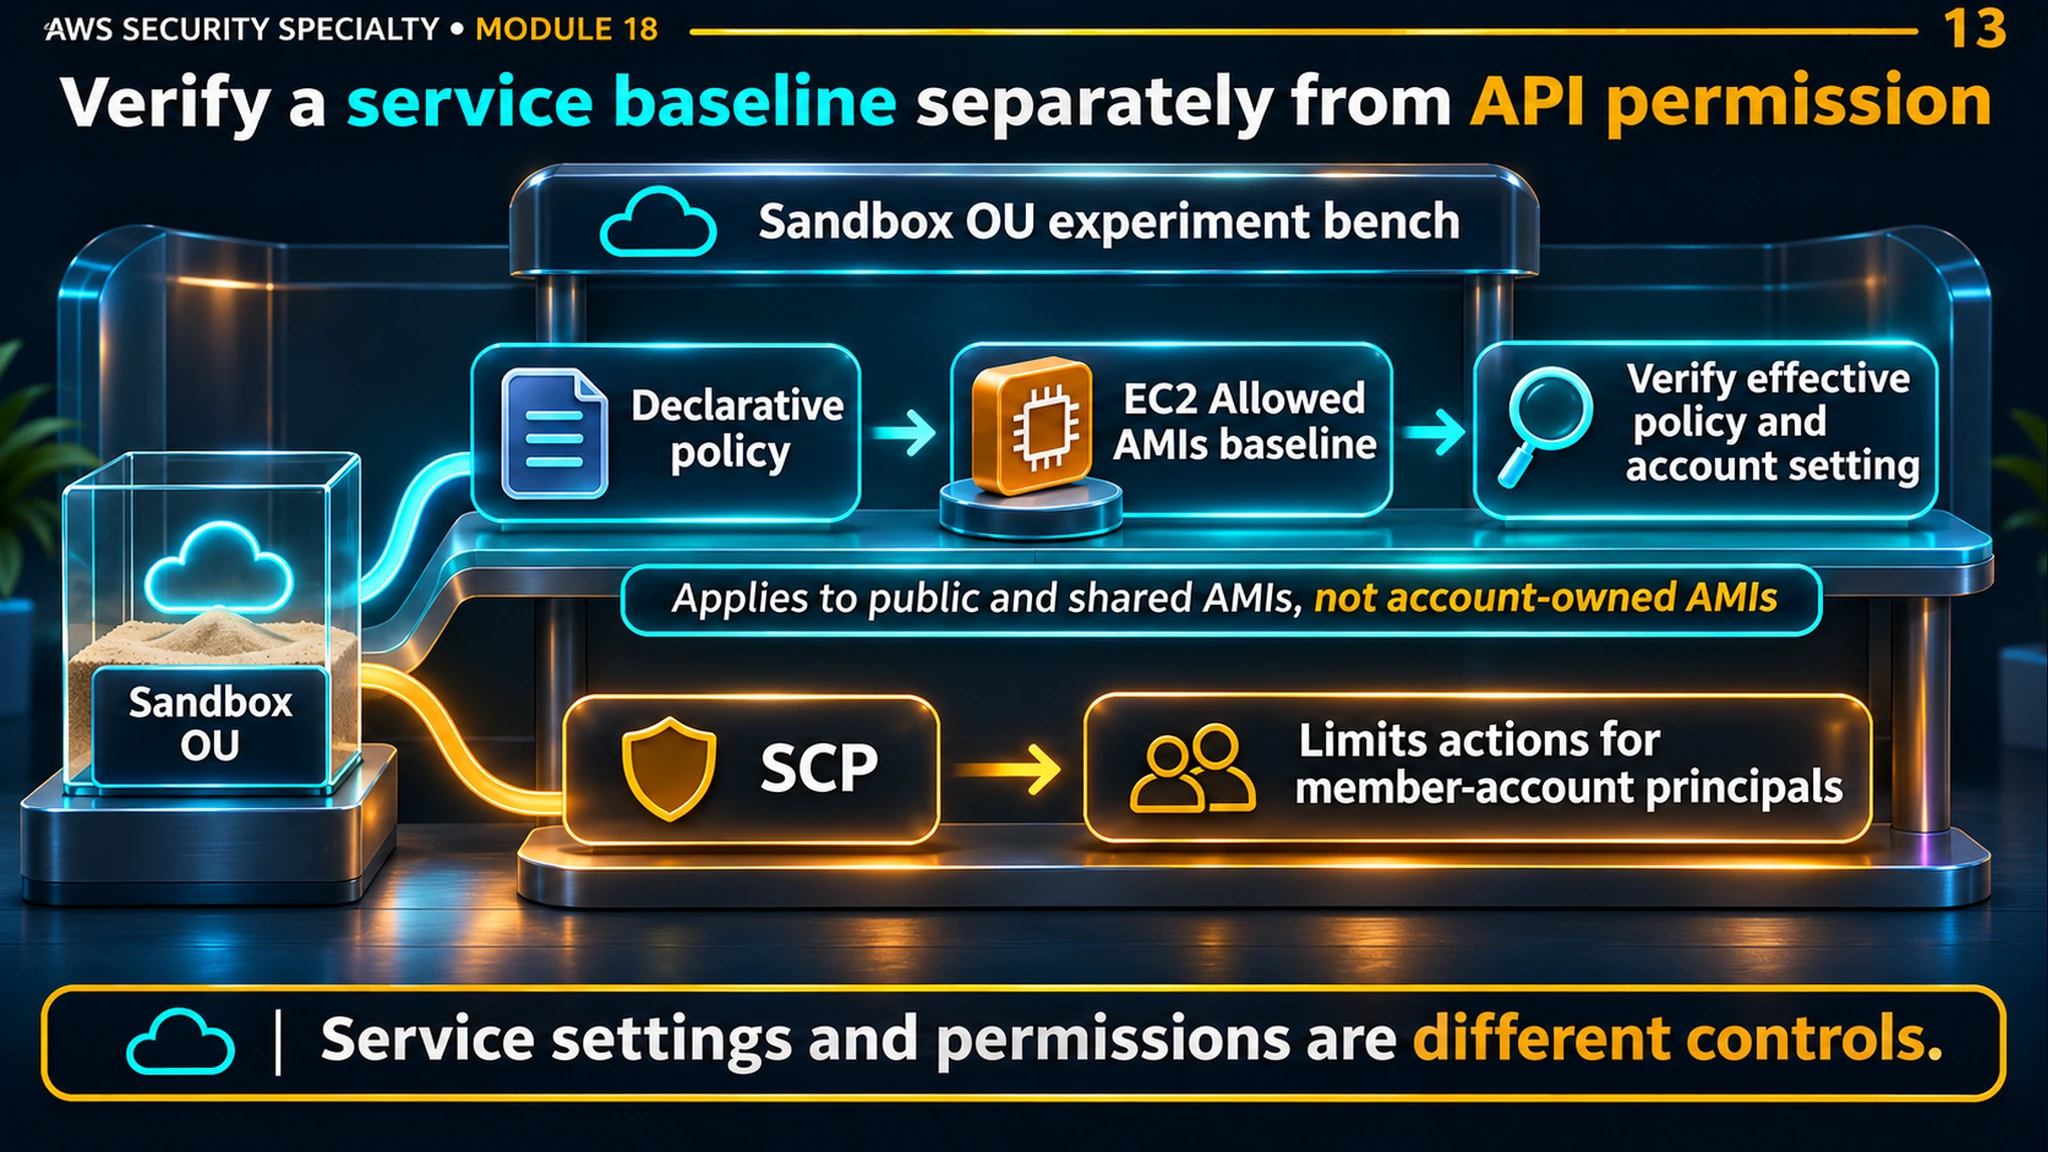 AWS SECURITY SPECIALTY • MODULE 18
13
Verify a service baseline separately from API permission
Sandbox OU experiment bench
Declarative
policy
EC2 Allowed
AMIs baseline
Verify effective
policy and
account setting
Applies to public and shared AMIs, not account-owned AMIs
Sandbox
OU
SCP
Limits actions for
member-account principals
Service settings and permissions are different controls.